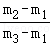 m₂ − m₁
m₃ − m₁